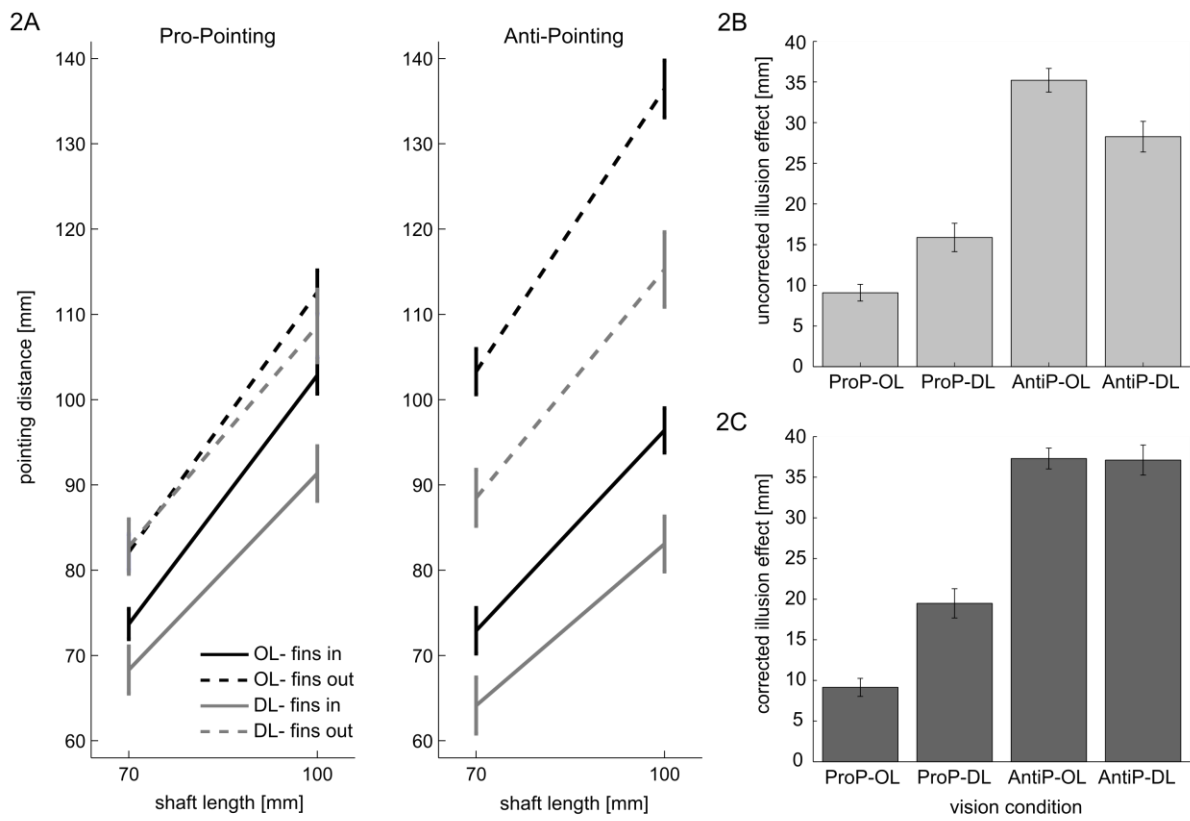 2A
Pro-Pointing
Anti-Pointing
pointing distance [mm]
140
130
120
110
100
90
80
70
60
OL- fins in
OL- fins out
DL- fins in
DL- fins out
70
100
shaft length [mm]
140
130
120
110
100
90
80
70
60
70
100
shaft length [mm]
2B
uncorrected illusion effect [mm]
40
35
30
25
20
15
10
5
0
ProP-OL
ProP-DL
AntiP-OL
AntiP-DL
2C
corrected illusion effect [mm]
40
35
30
25
20
15
10
5
0
ProP-OL
ProP-DL
AntiP-OL
AntiP-DL
vision condition